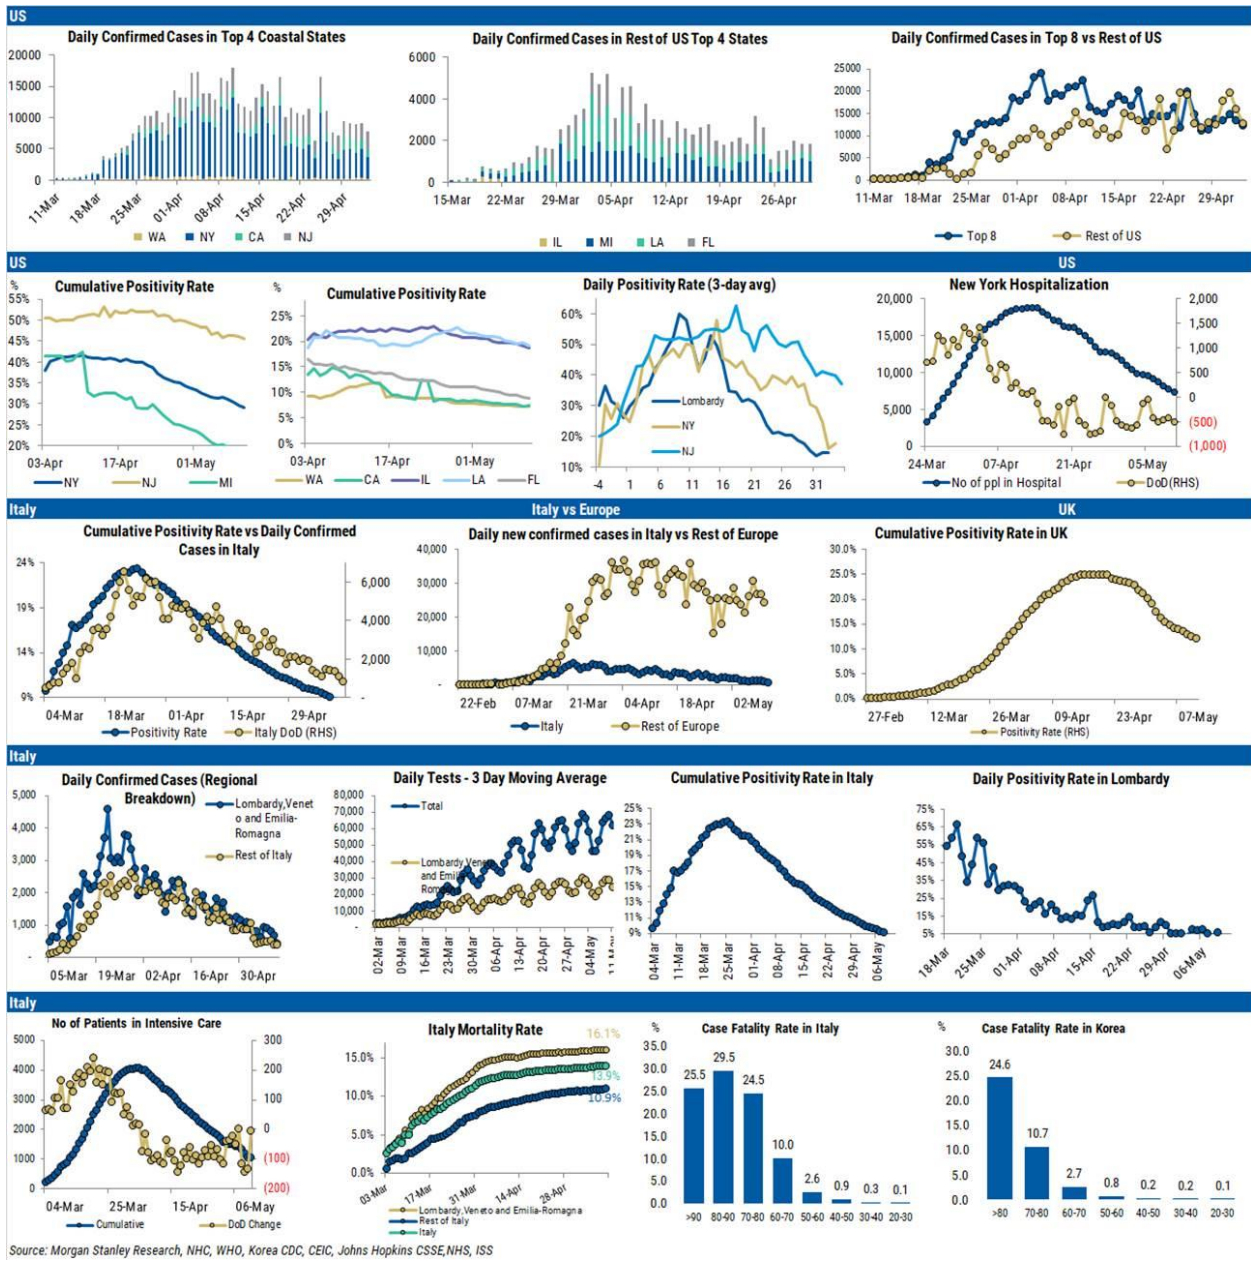 US
Daily Confirmed Cases in Top 4 Coastal States
20000
15000
10000
5000
0
11-Mar 18-Mar 25-Mar 01-Apr 08-Apr 15-Apr 22-Apr 29-Apr
WA NY CA NJ
Daily Confirmed Cases in Rest of US Top 4 States
6000
4000
2000
0
15-Mar 22-Mar 29-Mar 05-Apr 12-Apr 19-Apr 26-Apr
IL MI LA FL
Daily Confirmed Cases in Top 8 vs Rest of US
25000
20000
15000
10000
5000
0
11-Mar 18-Mar 25-Mar 01-Apr 08-Apr 15-Apr 22-Apr 29-Apr
Top 8 Rest of US
US US
Cumulative Positivity Rate
%
55%
50%
45%
40%
35%
30%
25%
20%
03-Apr 17-Apr 01-May
NY NJ MI
Cumulative Positivity Rate
%
25%
20%
15%
10%
5%
0%
03-Apr 17-Apr 01-May
WA CA IL LA FL
Daily Positivity Rate (3-day avg)
60%
50%
40%
30%
20%
10%
Lombardy
NY
NJ
-4 1 6 11 16 21 26 31
New York Hospitalization
20,000
15,000
10,000
5,000
0
2,000
1,500
1,000
500
0
(500)
(1,000)
24-Mar 07-Apr 21-Apr 05-May
No of ppl in Hospital DoD(RHS)
Italy Italy vs Europe UK
Cumulative Positivity Rate vs Daily Confirmed
Cases in Italy
24%
19%
14%
9%
6,000
4,000
2,000
-
04-Mar 18-Mar 01-Apr 15-Apr 29-Apr
Positivity Rate Italy DoD (RHS)
Daily new confirmed cases in Italy vs Rest of Europe
40,000
30,000
20,000
10,000
-
22-Feb 07-Mar 21-Mar 04-Apr 18-Apr 02-May
Italy Rest of Europe
Cumulative Positivity Rate in UK
30.0%
25.0%
20.0%
15.0%
10.0%
5.0%
0.0%
27-Feb 12-Mar 26-Mar 09-Apr 23-Apr 07-May
Positivity Rate (RHS)
Italy
Daily Confirmed Cases (Regional
Breakdown)
5,000
4,000
3,000
2,000
1,000
-
Lombardy,Venet
o and Emilia-
Romagna
Rest of Italy
05-Mar 19-Mar 02-Apr 16-Apr 30-Apr
Daily Tests - 3 Day Moving Average
80,000
70,000
60,000
50,000
40,000
30,000
20,000
10,000
-
Total
Lombardy Veneto
and Emilia
02-Mar 09-Mar 16-Mar 23-Mar 30-Mar 06-Apr 13-Apr 20-Apr 27-Apr 04-May 11-May
Cumulative Positivity Rate in Italy
25%
23%
21%
19%
17%
15%
13%
11%
9%
04-Mar 11-Mar 18-Mar 25-Mar 01-Apr 08-Apr 15-Apr 22-Apr 29-Apr 06-May
Daily Positivity Rate in Lombardy
75%
65%
55%
45%
35%
25%
15%
5%
18-Mar 25-Mar 01-Apr 08-Apr 15-Apr 22-Apr 29-Apr 06-May
Italy
No of Patients in Intensive Care
5000
4000
3000
2000
1000
0
300
200
100
0
(100)
(200)
04-Mar 25-Mar 15-Apr 06-May
Cumulative DoD Change
Italy Mortality Rate
15.0%
10.0%
5.0%
0.0%
16.1%
13.9%
10.9%
03-Mar 17-Mar 31-Mar 14-Apr 28-Apr
Lombardy,Veneto and Emilia-Romagna
Rest of Italy
Italy
Case Fatality Rate in Italy
%
35.0
30.0
25.0
20.0
15.0
10.0
5.0
0.0
25.5 29.5 24.5 10.0 2.6 0.9 0.3 0.1
>90 80-90 70-80 60-70 50-60 40-50 30-40 20-30
Case Fatality Rate in Korea
%
30.0
25.0
20.0
15.0
10.0
5.0
0.0
24.6 10.7 2.7 0.8 0.2 0.2 0.1
>80 70-80 60-70 50-60 40-50 30-40 20-30
Source: Morgan Stanley Research, NHC, WHO, Korea CDC, CEIC, Johns Hopkins CSSE,NHS, ISS